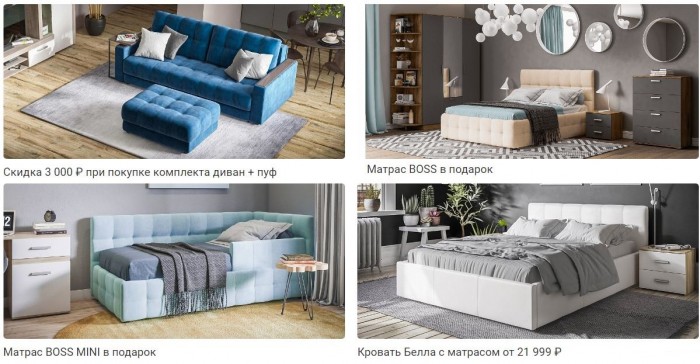 Скидка 3 000 ₽ при покупке комплекта диван + пуф
Матрас BOSS в подарок
Матрас BOSS MINI в подарок
Кровать Белла с матрасом от 21 999 ₽